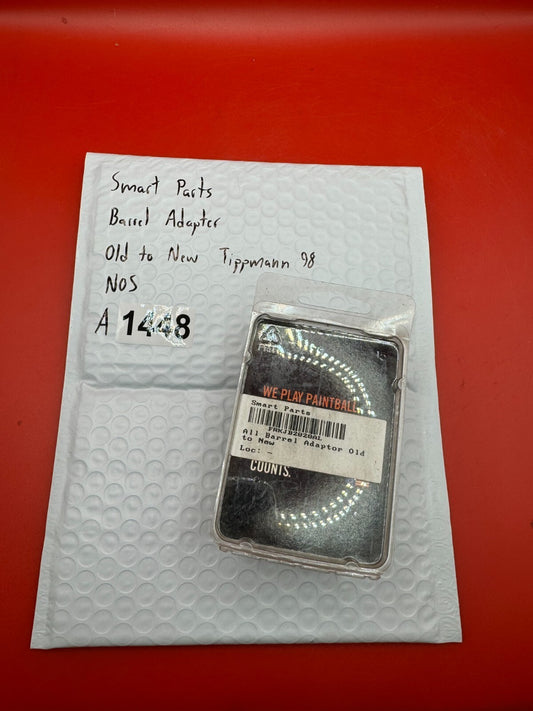 Smart Parts
Barrel Adapter
Old to New Tippmann 98
NOS
A 1448
WE PLAY PAINTBALL
Smart Parts
All Barrel Adaptor Old
to New
Loc: -
COUNTS.